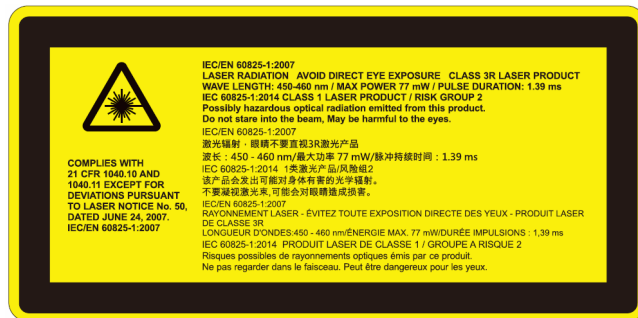 COMPLIES WITH
21 CFR 1040.10 AND
1040.11 EXCEPT FOR
DEVIATIONS PURSUANT
TO LASER NOTICE No. 50,
DATED JUNE 24, 2007.
IEC/EN 60825-1:2007
IEC/EN 60825-1:2007
LASER RADIATION AVOID DIRECT EYE EXPOSURE CLASS 3R LASER PRODUCT
WAVE LENGTH: 450-460 nm / MAX POWER 77 mW / PULSE DURATION: 1.39 ms
IEC 60825-1:2014 CLASS 1 LASER PRODUCT / RISK GROUP 2
Possibly hazardous optical radiation emitted from this product.
Do not stare into the beam, May be harmful to the eyes.
IEC/EN 60825-1:2007
激光辐射，眼睛不要直视3R激光产品
波长：450 - 460 nm/最大功率 77 mW/脉冲持续时间：1.39 ms
IEC 60825-1:2014 1类激光产品/风险组2
该产品会发出可能对身体有害的光学辐射。
不要凝视激光束,可能会对眼睛造成损害。
IEC/EN 60825-1:2007
RAYONNEMENT LASER - ÉVITEZ TOUTE EXPOSITION DIRECTE DES YEUX - PRODUIT LASER
DE CLASSE 3R
LONGUEUR D'ONDES:450 - 460 nm/ÉNERGIE MAX. 77 mW/DURÉE IMPULSIONS : 1,39 ms
IEC 60825-1:2014 PRODUIT LASER DE CLASSE 1 / GROUPE A RISQUE 2
Risques possibles de rayonnements optiques émis par ce produit.
Ne pas regarder dans le faisceau. Peut être dangereux pour les yeux.